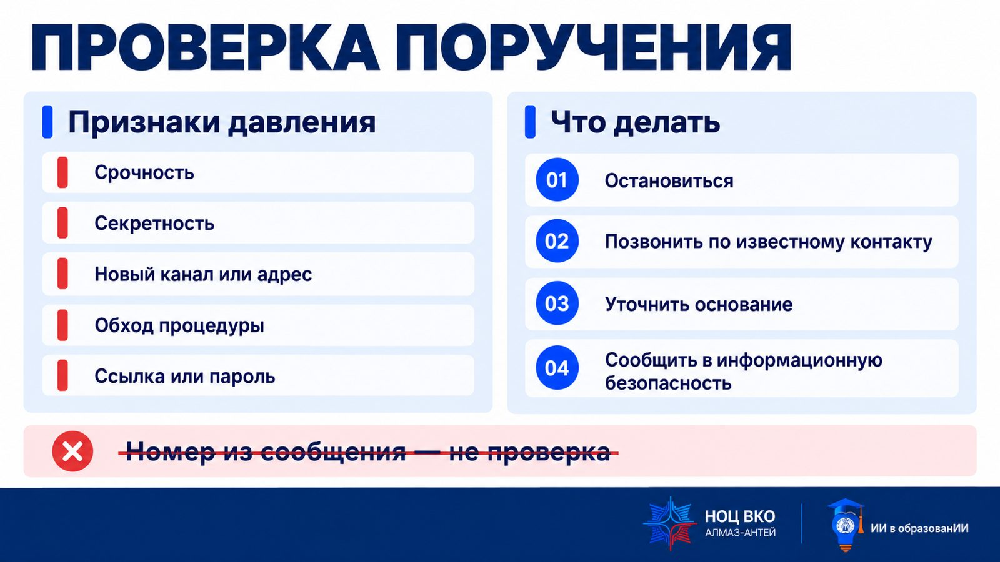 ПРОВЕРКА ПОРУЧЕНИЯ
Признаки давления
Срочность
Секретность
Новый канал или адрес
Обход процедуры
Ссылка или пароль
Что делать
01 Остановиться
02 Позвонить по известному контакту
03 Уточнить основание
04 Сообщить в информационную
безопасность
Номер из сообщения — не проверка
НОЦ ВКО
АЛМАЗ-АНТЕЙ
ИИ в образованИИ